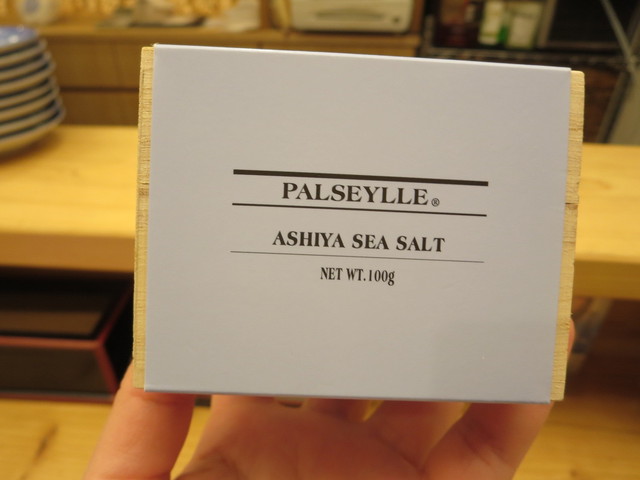 PALSEYLLE®
ASHIYA SEA SALT
NET WT.100g